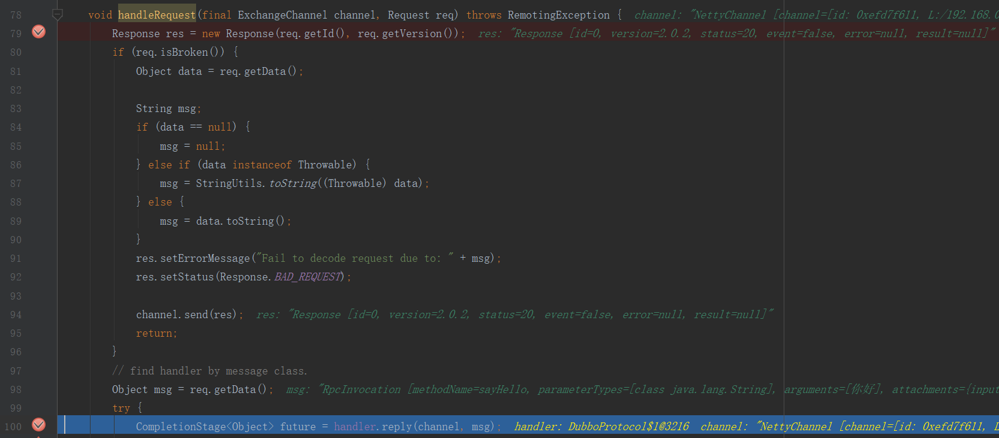 78 void handleRequest(final ExchangeChannel channel, Request req) throws RemotingException { channel: "NettyChannel [channel=[id: 0xefd7f611, L:/192.168.0
79 Response res = new Response(req.getId(), req.getVersion()); res: "Response [id=0, version=2.0.2, status=20, event=false, error=null, result=null]"
80 if (req.isBroken()) {
81 Object data = req.getData();
82
83 String msg;
84 if (data == null) {
85 msg = null;
86 } else if (data instanceof Throwable) {
87 msg = StringUtils.toString((Throwable) data);
88 } else {
89 msg = data.toString();
90 }
91 res.setErrorMessage("Fail to decode request due to: " + msg);
92 res.setStatus(Response.BAD_REQUEST);
93
94 channel.send(res); res: "Response [id=0, version=2.0.2, status=20, event=false, error=null, result=null]"
95 return;
96 }
97 // find handler by message class.
98 Object msg = req.getData(); msg: "RpcInvocation [methodName=sayHello, parameterTypes=[class java.lang.String], arguments=[你好], attachments={input
99 try {
100 CompletionStage<Object> future = handler.reply(channel, msg); handler: DubboProtocol$1@3216 channel: "NettyChannel [channel=[id: 0xefd7f611, L